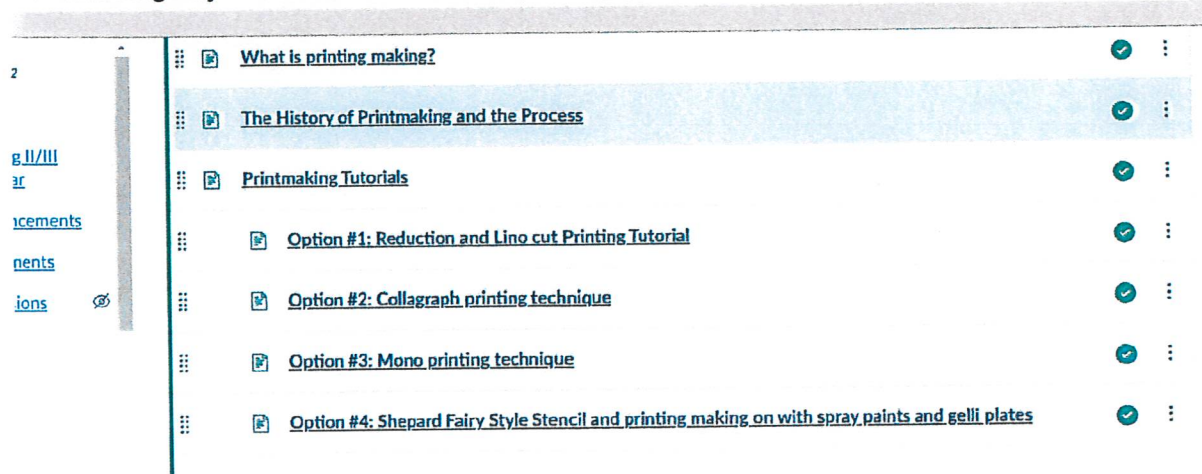 What is printing making?
2
The History of Printmaking and the Process
g II/III
ar
Printmaking Tutorials
ncements
Option #1: Reduction and Lino cut Printing Tutorial
nents
ions
Option #2: Collagraph printing technique
Option #3: Mono printing technique
Option #4: Shepard Fairy Style Stencil and printing making on with spray paints and gelli plates